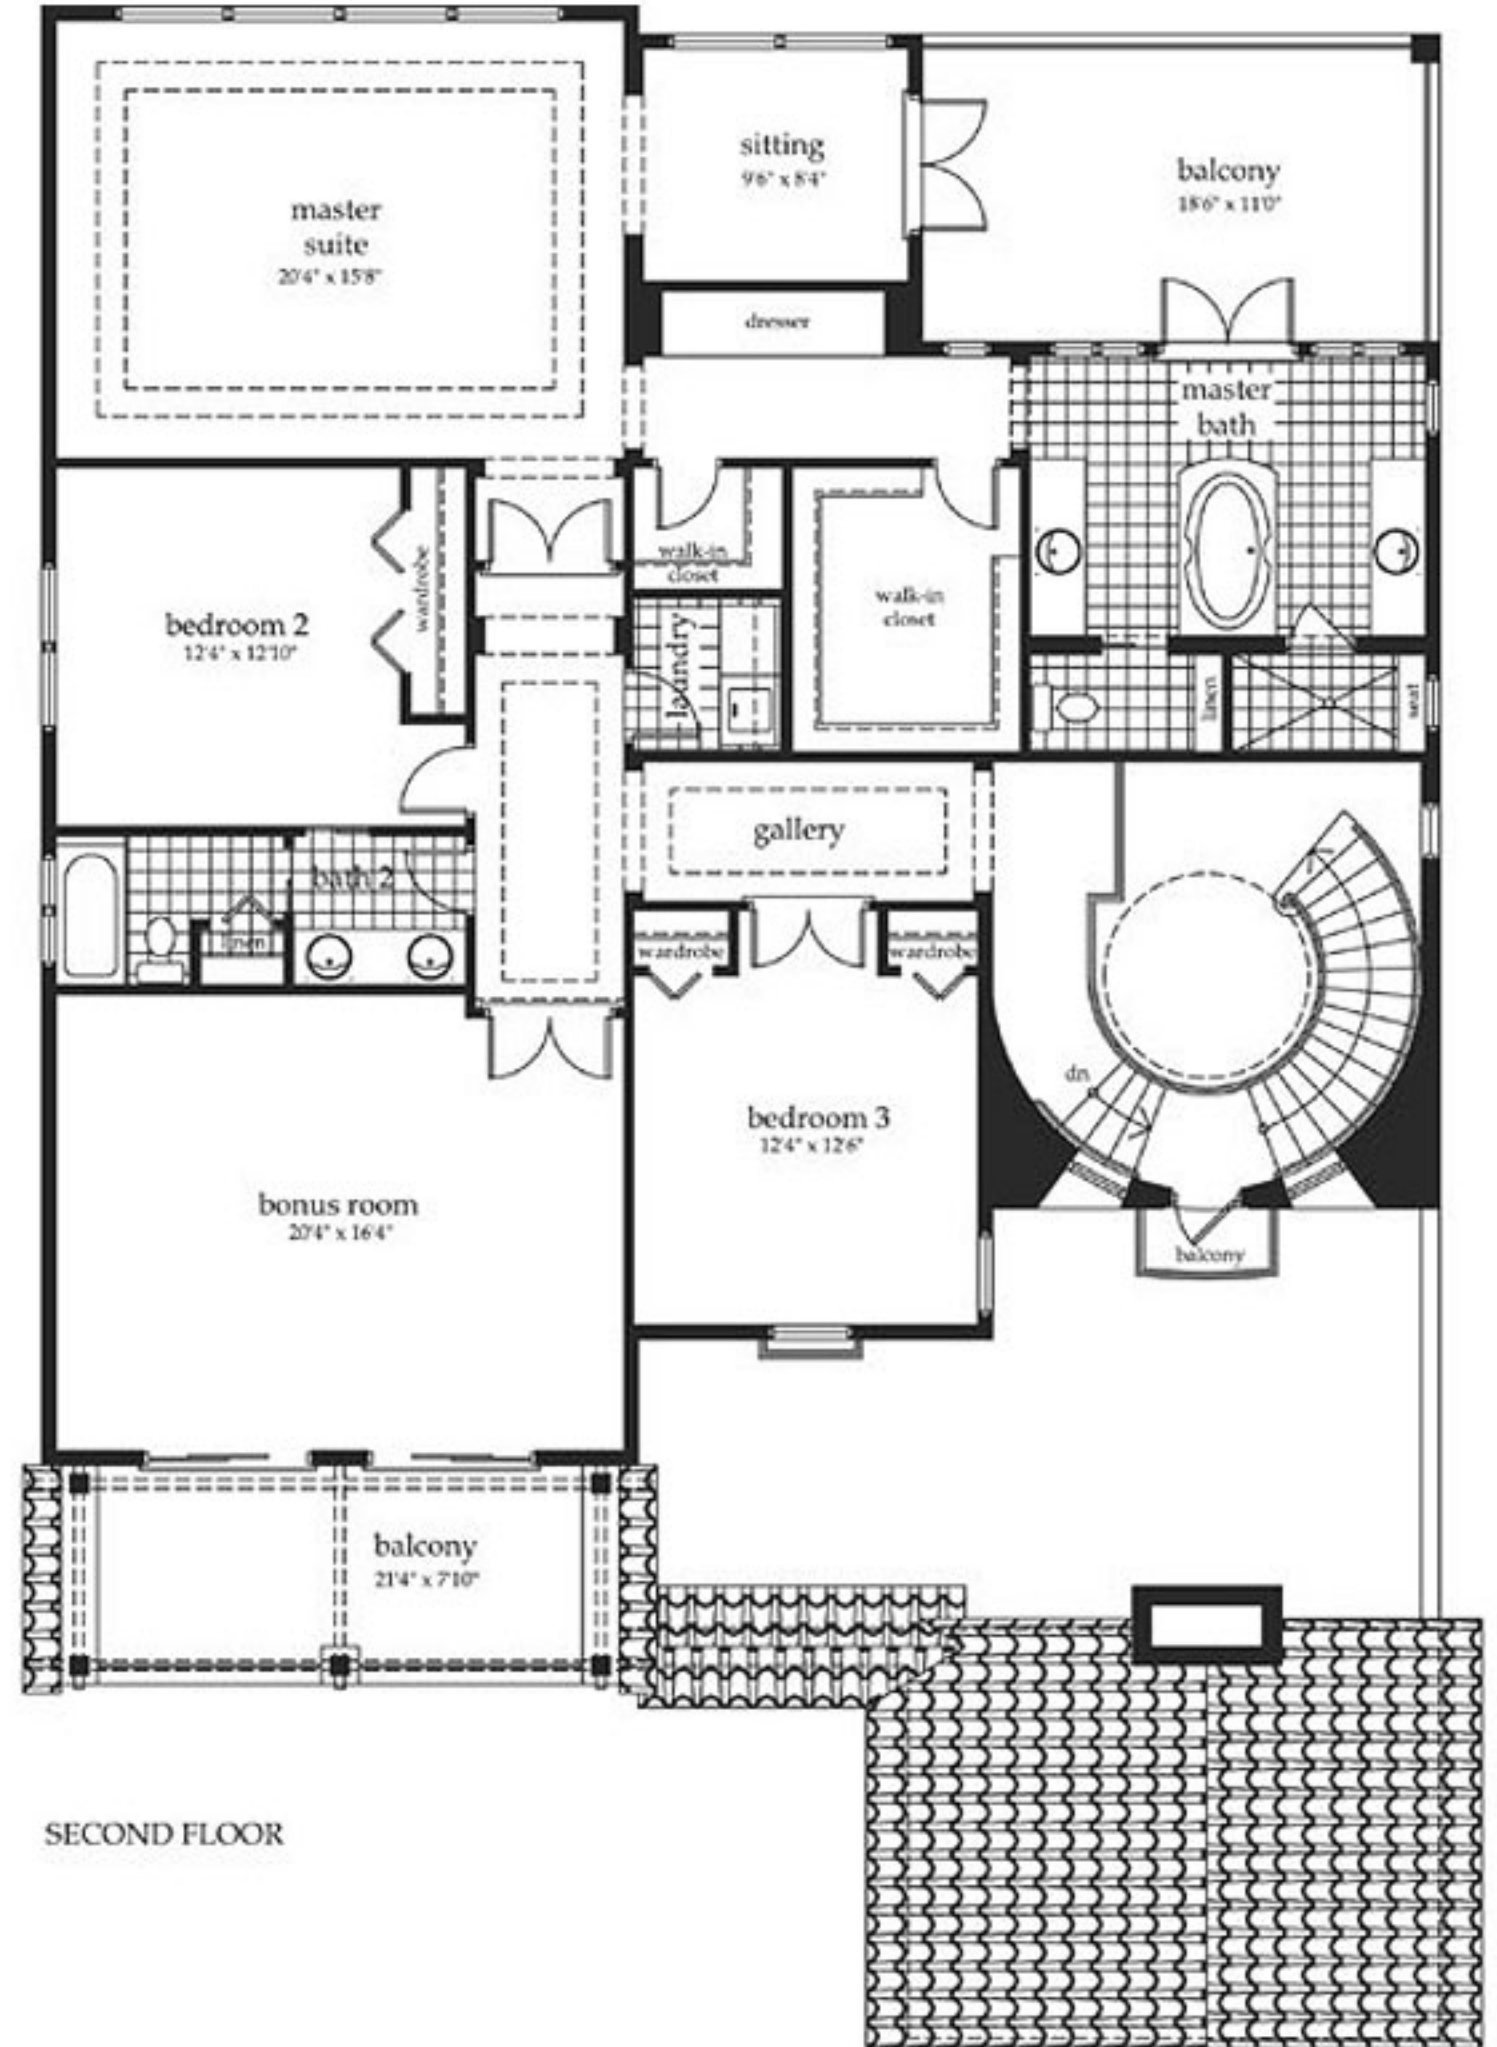 master
suite
20'4" x 15'8"
sitting
9'6" x 8'4"
balcony
18'6" x 11'0"
dresser
master
bath
walk-in
closet
walk-in
closet
wardrobe
bedroom 2
12'4" x 12'10"
laundry
linen
seat
gallery
bath 2
linen
wardrobe
wardrobe
dn
bedroom 3
12'4" x 12'6"
bonus room
20'4" x 16'4"
balcony
balcony
21'4" x 7'10"
SECOND FLOOR